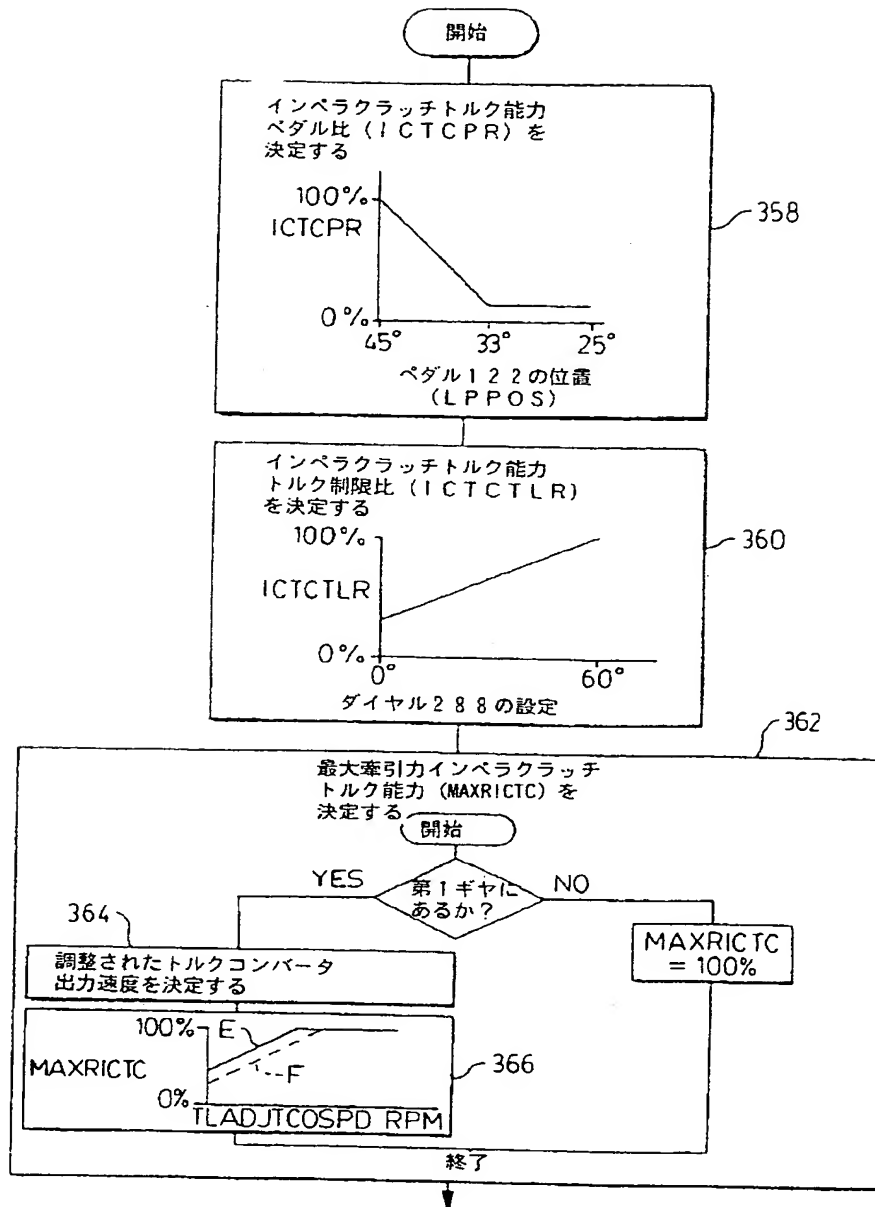 開始
インペラクラッチトルク能力
ペダル比(ICTCPR)を
決定する
100%
ICTCPR
0%
45° 33° 25°
ペダル122の位置
(LPPOS)
358
インペラクラッチトルク能力
トルク制限比(ICTCTLR)
を決定する
100%
ICTCTLR
0%
0° 60°
ダイヤル288の設定
360
362
最大牽引力インペラクラッチ
トルク能力(MAXRICTC)を
決定する
開始
YES
第1ギヤに
あるか?
NO
364
調整されたトルクコンバータ
出力速度を決定する
MAXRICTC
=100%
100%
E
F
MAXRICTC
0%
TLADJTCOSPD RPM
366
終了